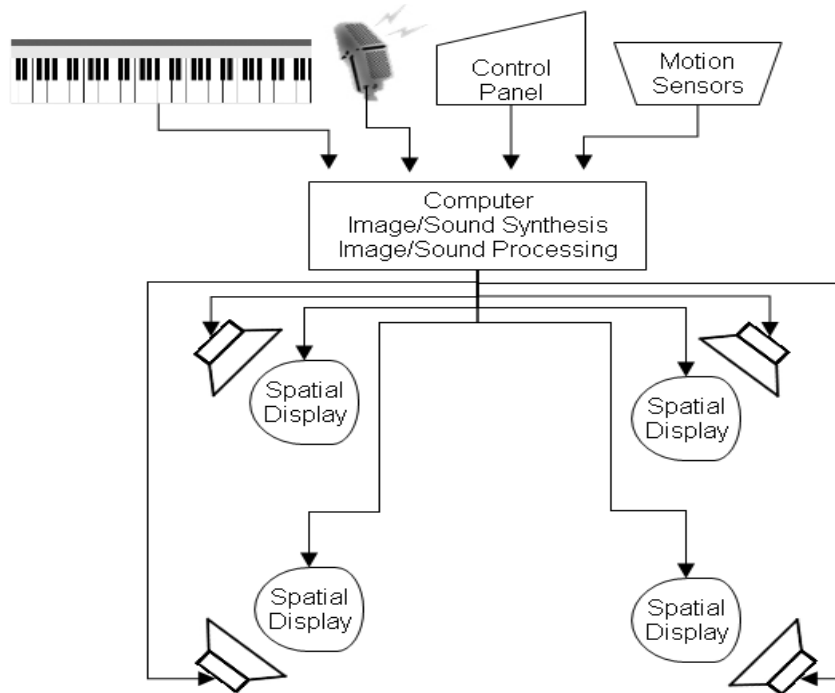 Control
Panel
Motion
Sensors
Computer
Image/Sound Synthesis
Image/Sound Processing
Spatial
Display
Spatial
Display
Spatial
Display
Spatial
Display